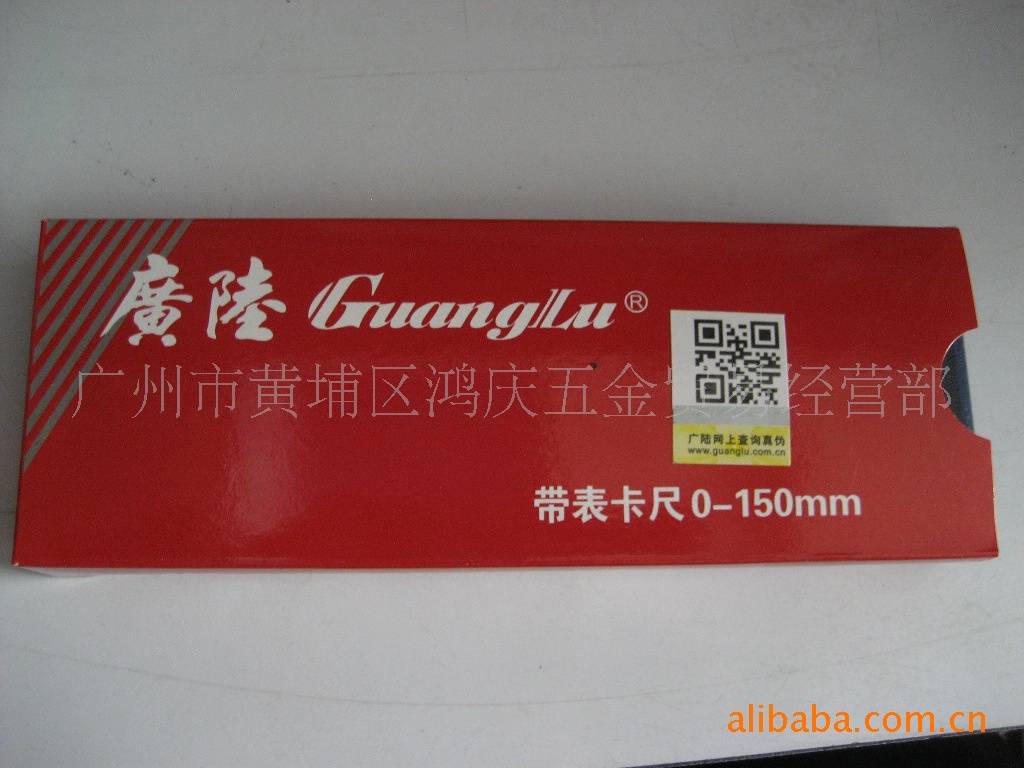 廣陸 GuangLu®
广州市黄埔区鸿庆五金贸易经营部
广陆网上查询真伪
www.guanglu.com.cn
带表卡尺 0-150mm
alibaba.com.cn